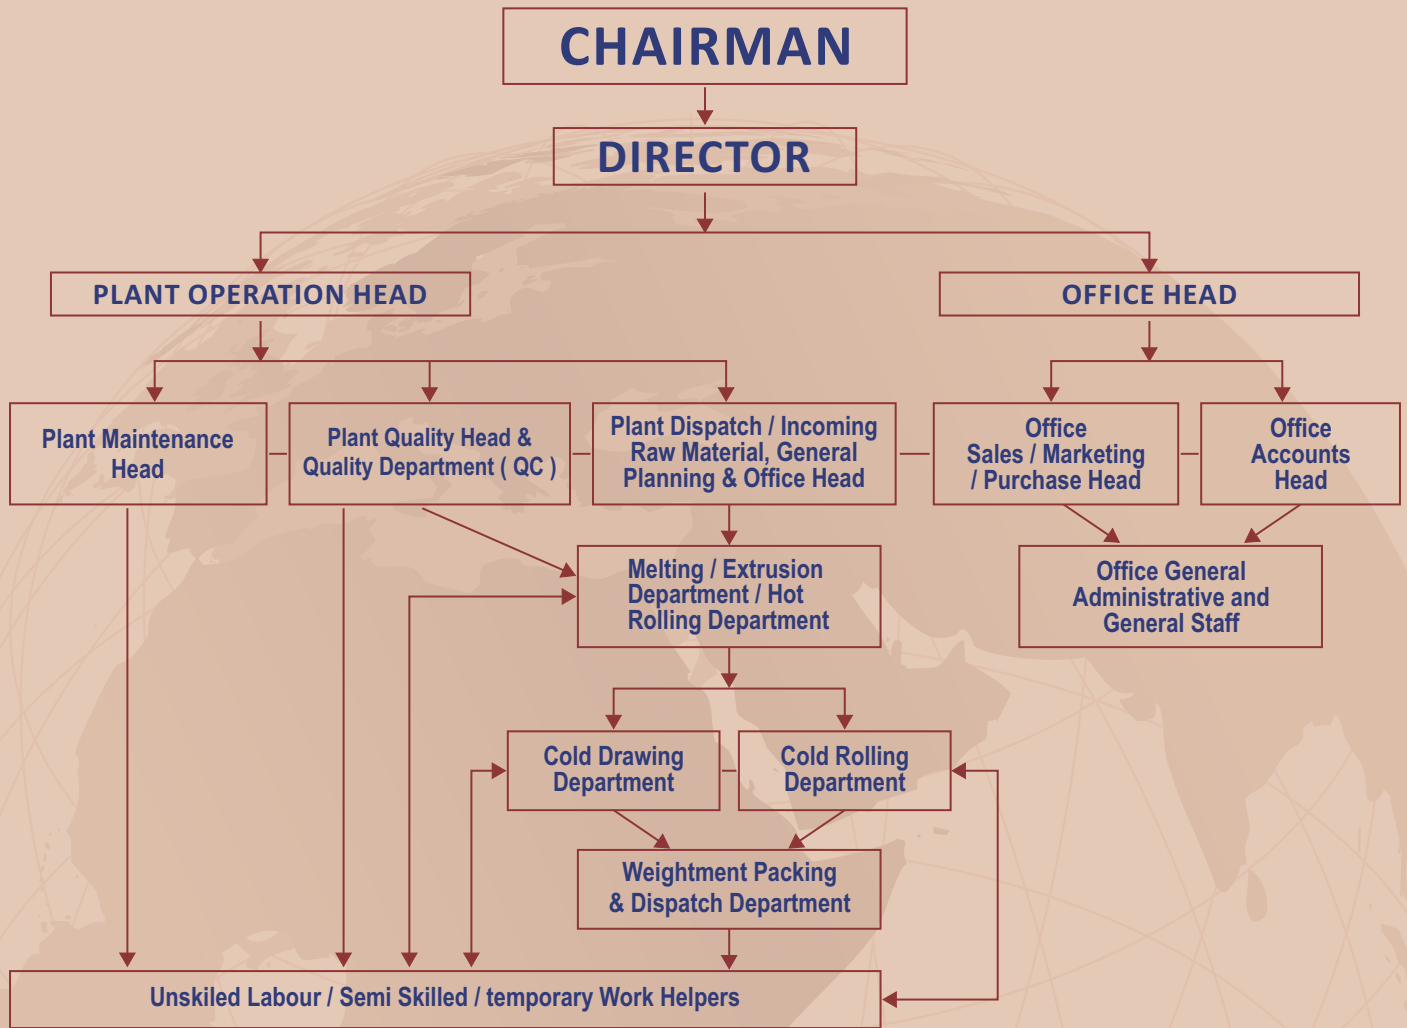 CHAIRMAN
DIRECTOR
PLANT OPERATION HEAD
OFFICE HEAD
Plant Maintenance
Head
Plant Quality Head &
Quality Department ( QC )
Plant Dispatch / Incoming
Raw Material, General
Planning & Office Head
Office
Sales / Marketing
/ Purchase Head
Office
Accounts
Head
Melting / Extrusion
Department / Hot
Rolling Department
Office General
Administrative and
General Staff
Cold Drawing
Department
Cold Rolling
Department
Weightment Packing
& Dispatch Department
Unskiled Labour / Semi Skilled / temporary Work Helpers